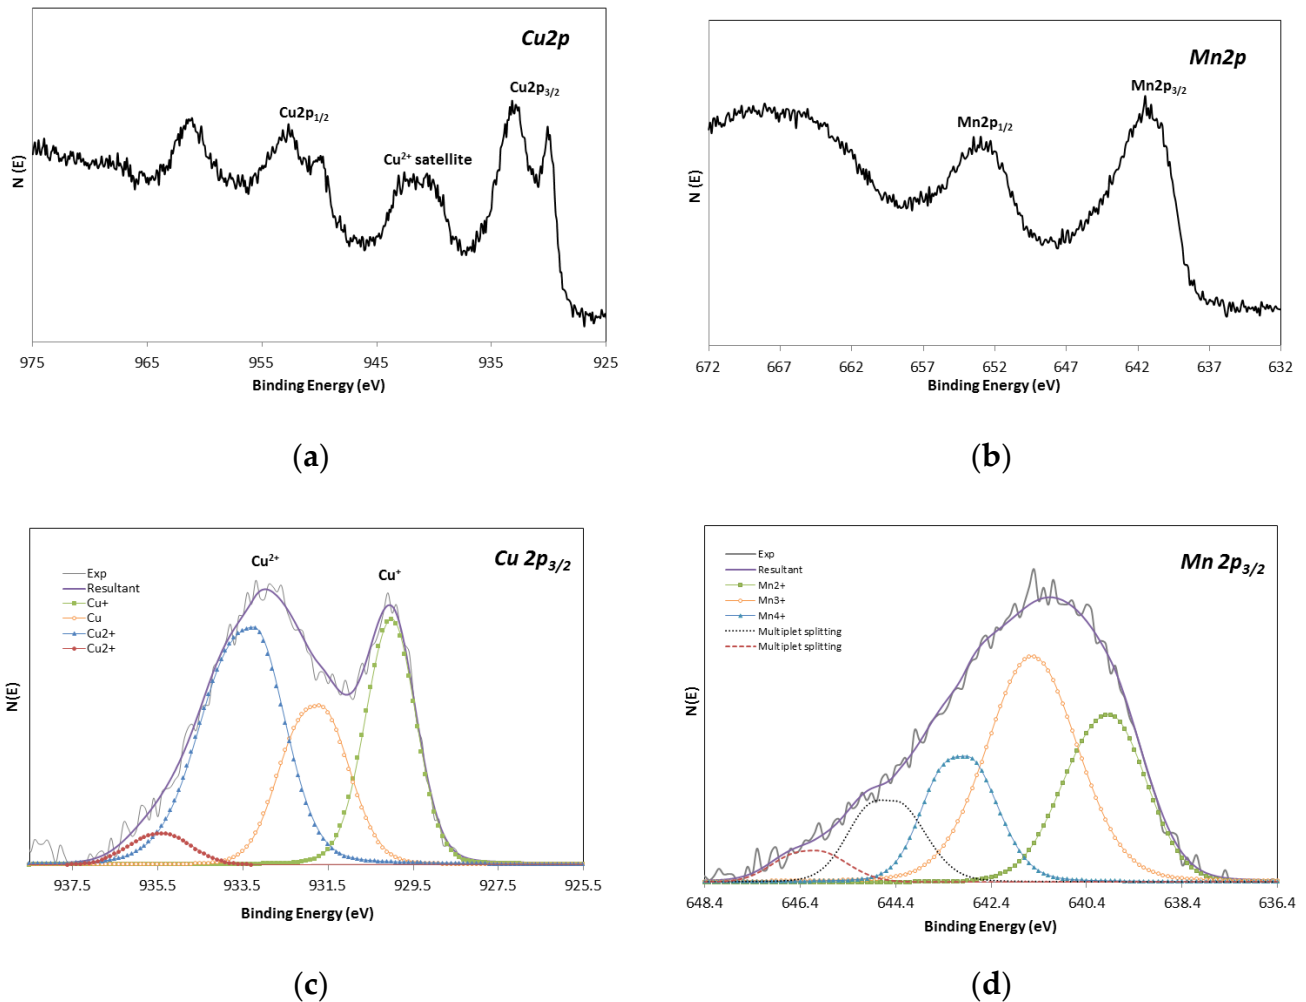 Cu2p
Cu2p3/2
Cu2p1/2
Cu2+ satellite
N (E)
975 965 955 945 935 925
Binding Energy (eV)
(a)
Mn2p
Mn2p3/2
Mn2p1/2
N (E)
672 667 662 657 652 647 642 637 632
Binding Energy (eV)
(b)
Cu 2p3/2
Cu2+
Cu+
Exp
Resultant
Cu+
Cu
Cu2+
Cu2+
N(E)
937.5 935.5 933.5 931.5 929.5 927.5 925.5
Binding Energy (eV)
(c)
Mn 2p3/2
Exp
Resultant
Mn2+
Mn3+
Mn4+
Multiplet splitting
Multiplet splitting
N(E)
648.4 646.4 644.4 642.4 640.4 638.4 636.4
Binding Energy (eV)
(d)